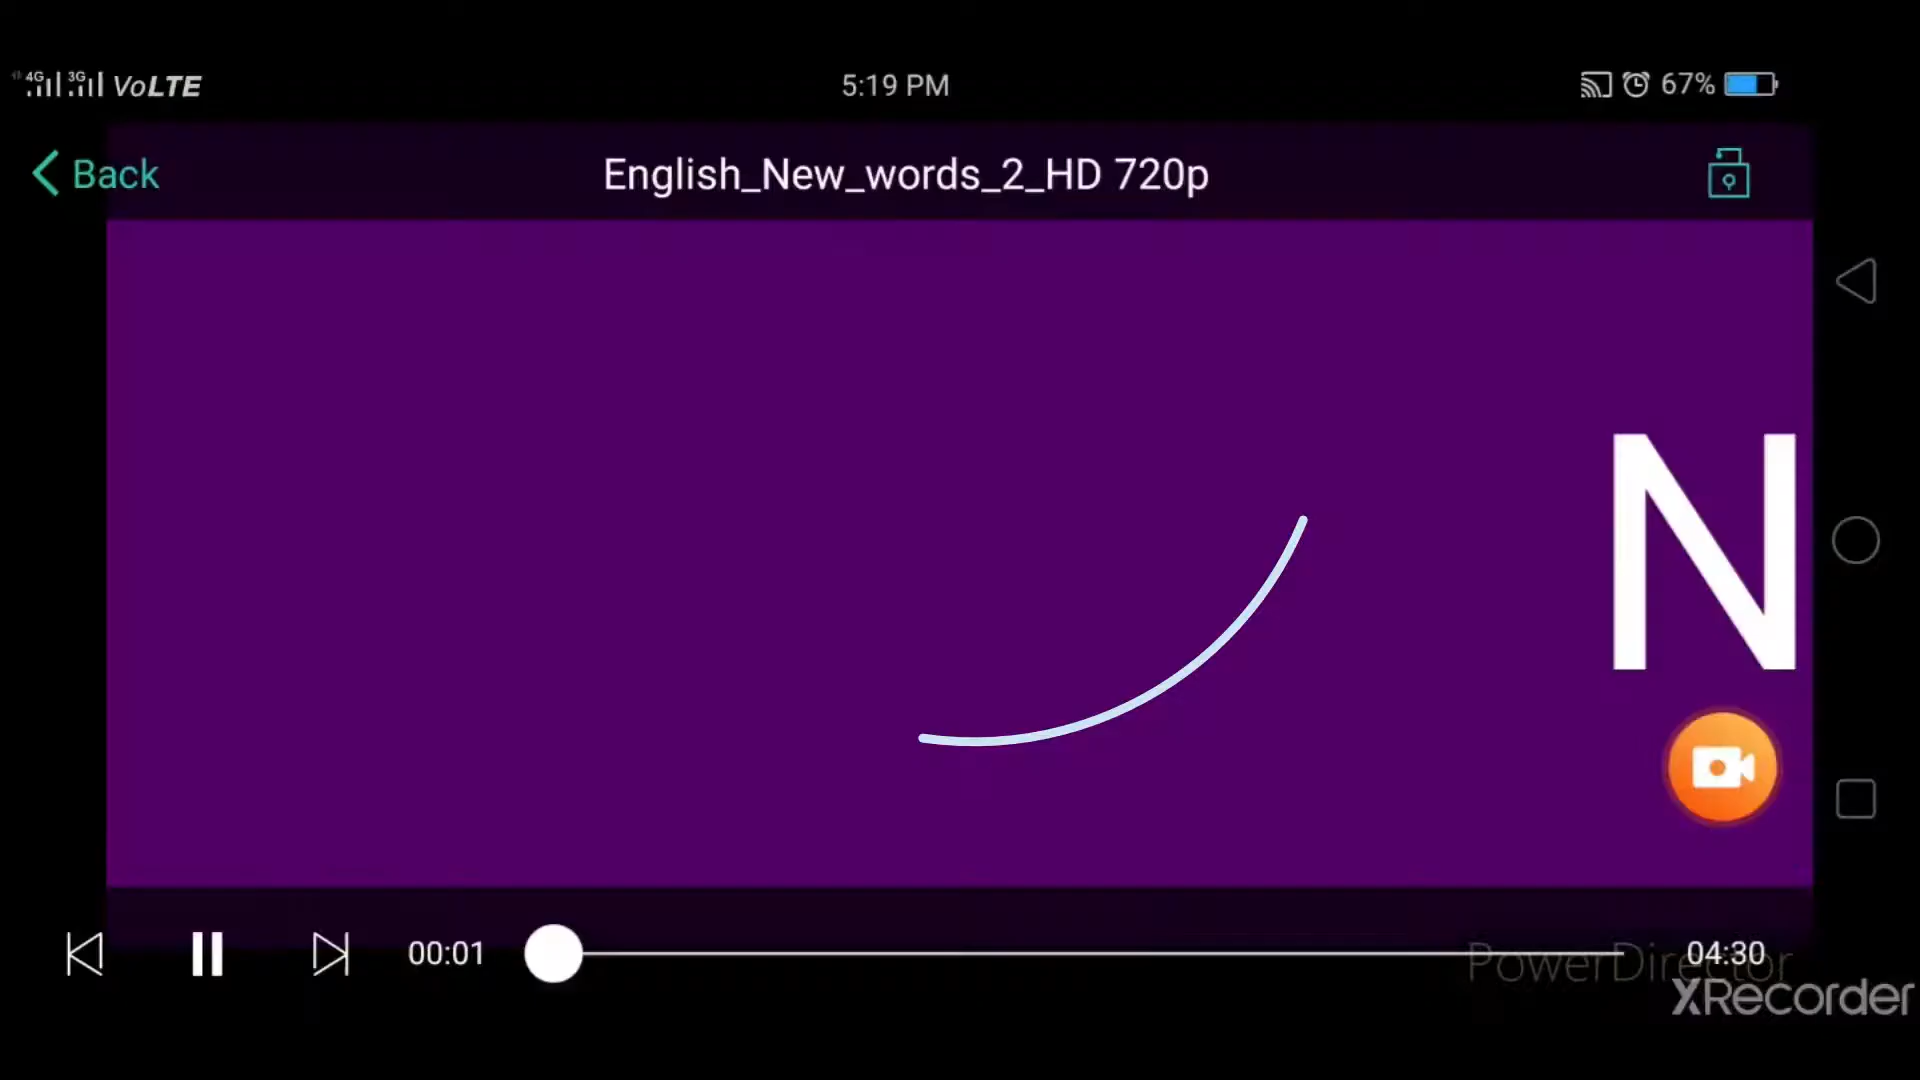 4G 3G VoLTE 5:19 PM 67%
Back English_New_words_2_HD 720p
N
00:01 04:30
PowerDirector
XRecorder